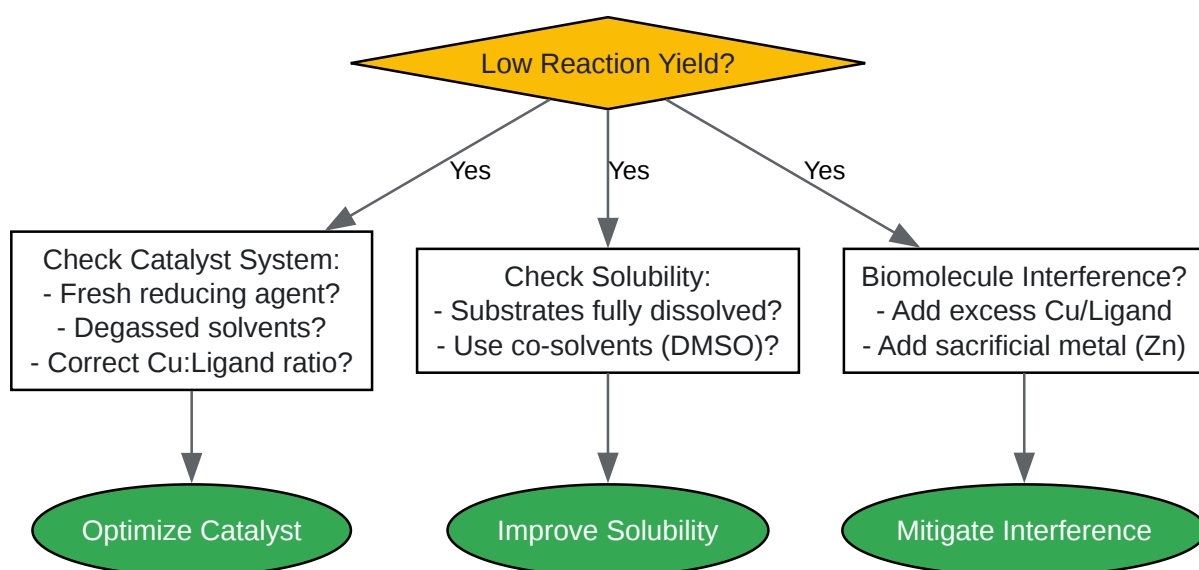 Low Reaction Yield?
Yes
Yes
Yes
Check Catalyst System:
- Fresh reducing agent?
- Degassed solvents?
- Correct Cu:Ligand ratio?
Check Solubility:
- Substrates fully dissolved?
- Use co-solvents (DMSO)?
Biomolecule Interference?
- Add excess Cu/Ligand
- Add sacrificial metal (Zn)
Optimize Catalyst
Improve Solubility
Mitigate Interference